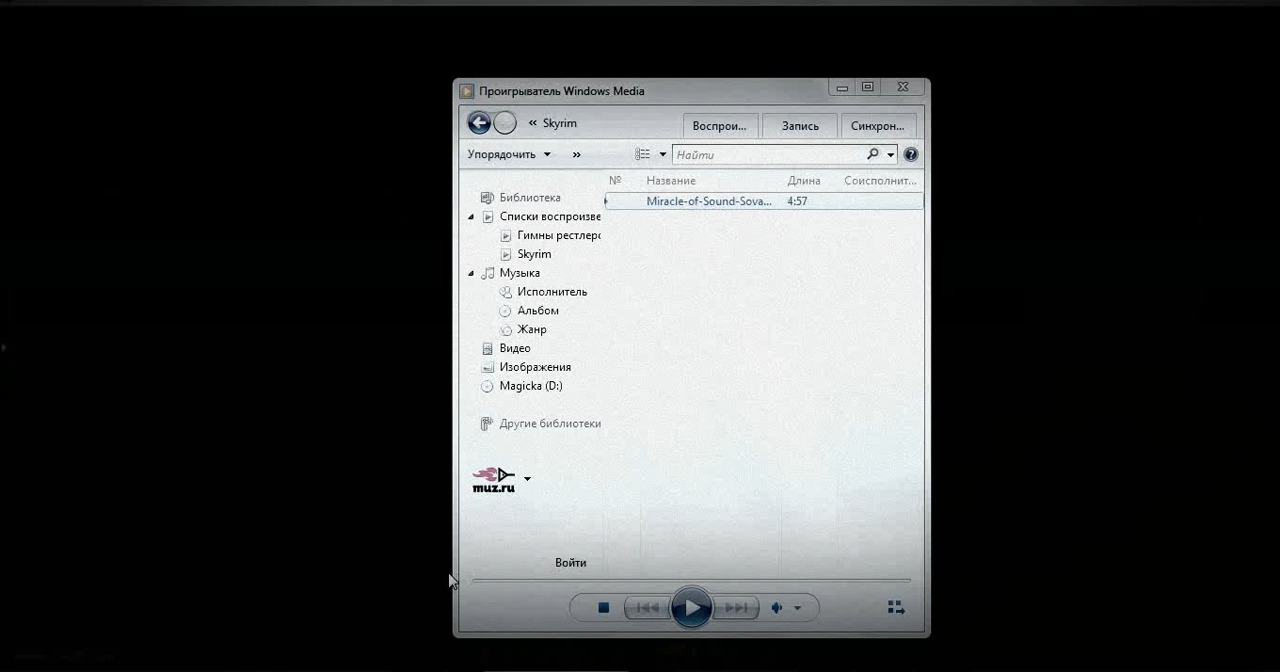 Проигрыватель Windows Media
« Skyrim Воспрои... Запись Синхрон...
Упорядочить » Найти
№ Название Длина Соисполнит...
Библиотека
Miracle-of-Sound-Sova... 4:57
Списки воспроизве
Гимны рестлерс
Skyrim
Музыка
Исполнитель
Альбом
Жанр
Видео
Изображения
Magicka (D:)
Другие библиотеки
muz.ru
Войти